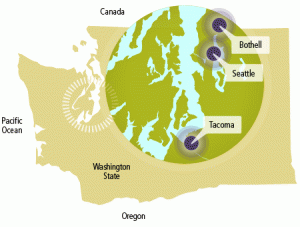 Canada
Bothell
Seattle
Tacoma
Pacific
Ocean
Washington
State
Oregon